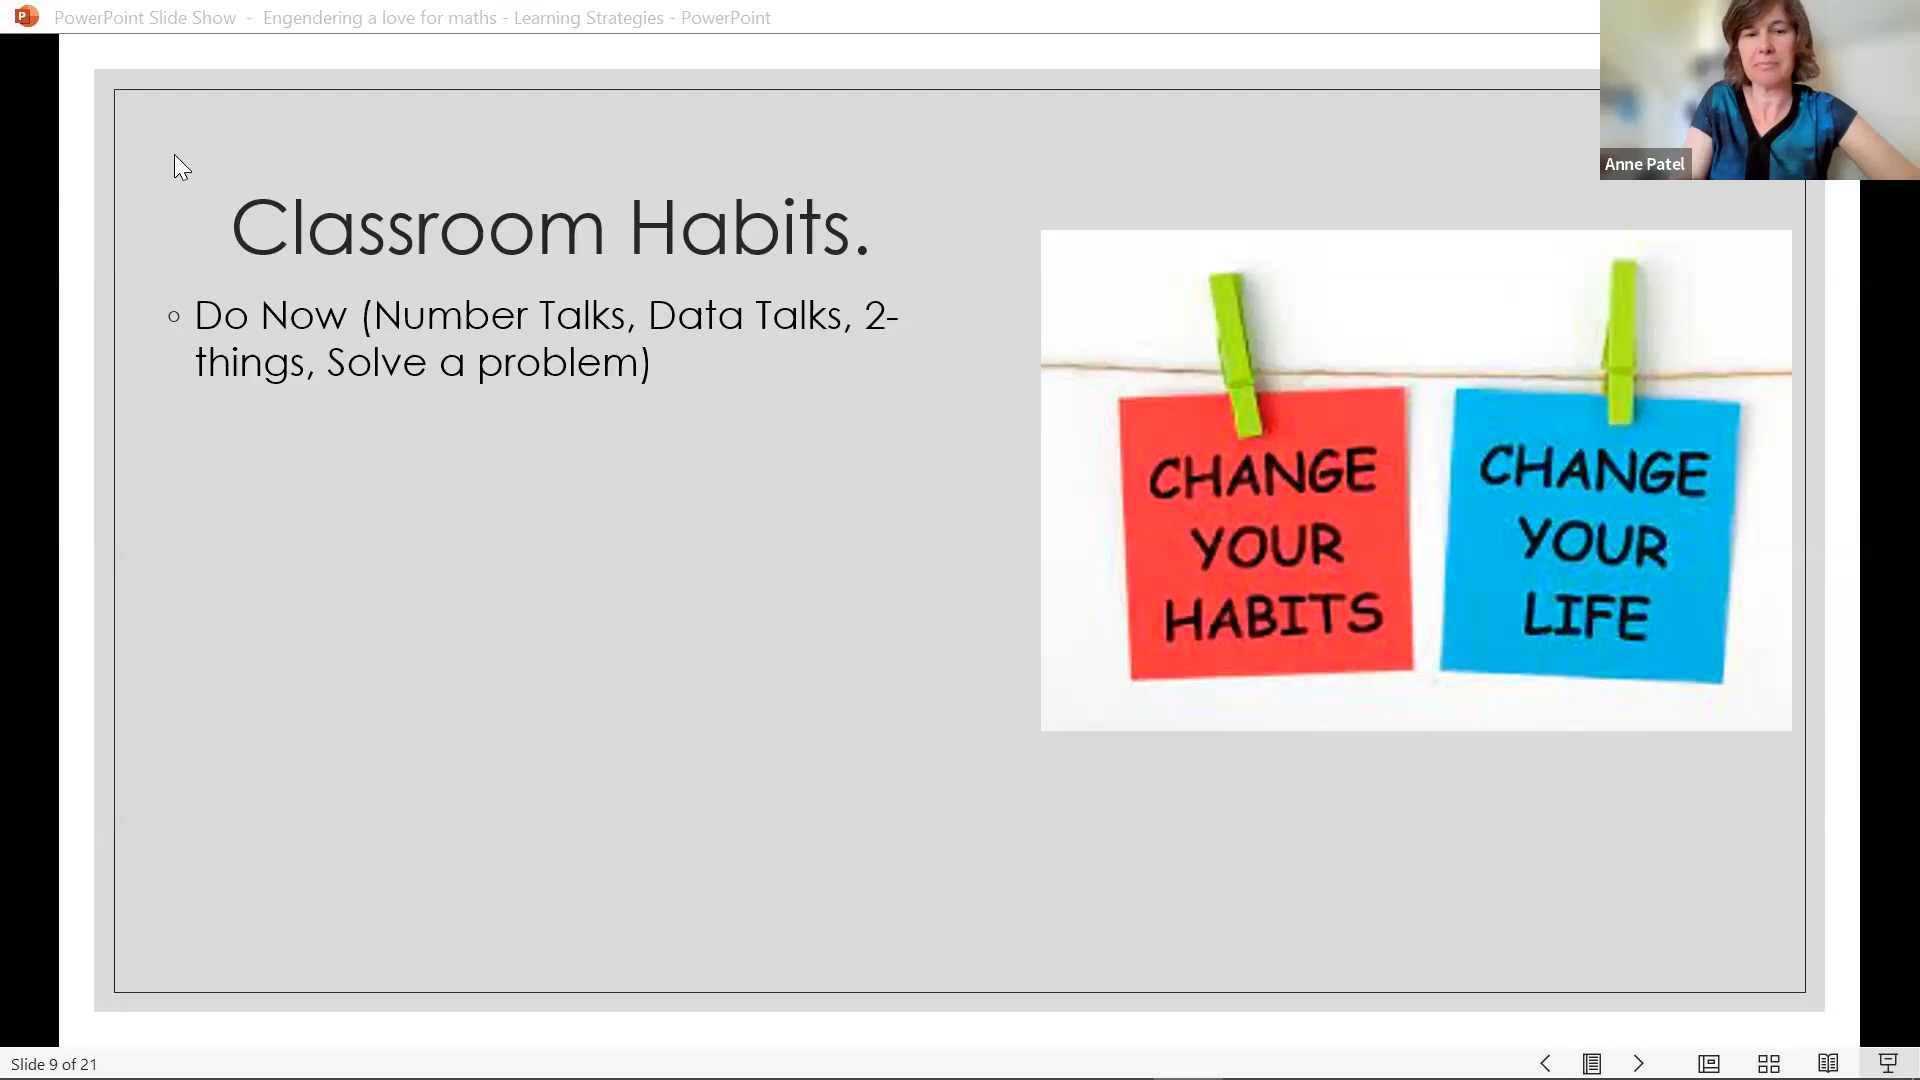 PowerPoint Slide Show - Engendering a love for maths - Learning Strategies - PowerPoint
Anne Patel
Classroom Habits.
Do Now (Number Talks, Data Talks, 2-
things, Solve a problem)
CHANGE
YOUR
HABITS
CHANGE
YOUR
LIFE
Slide 9 of 21